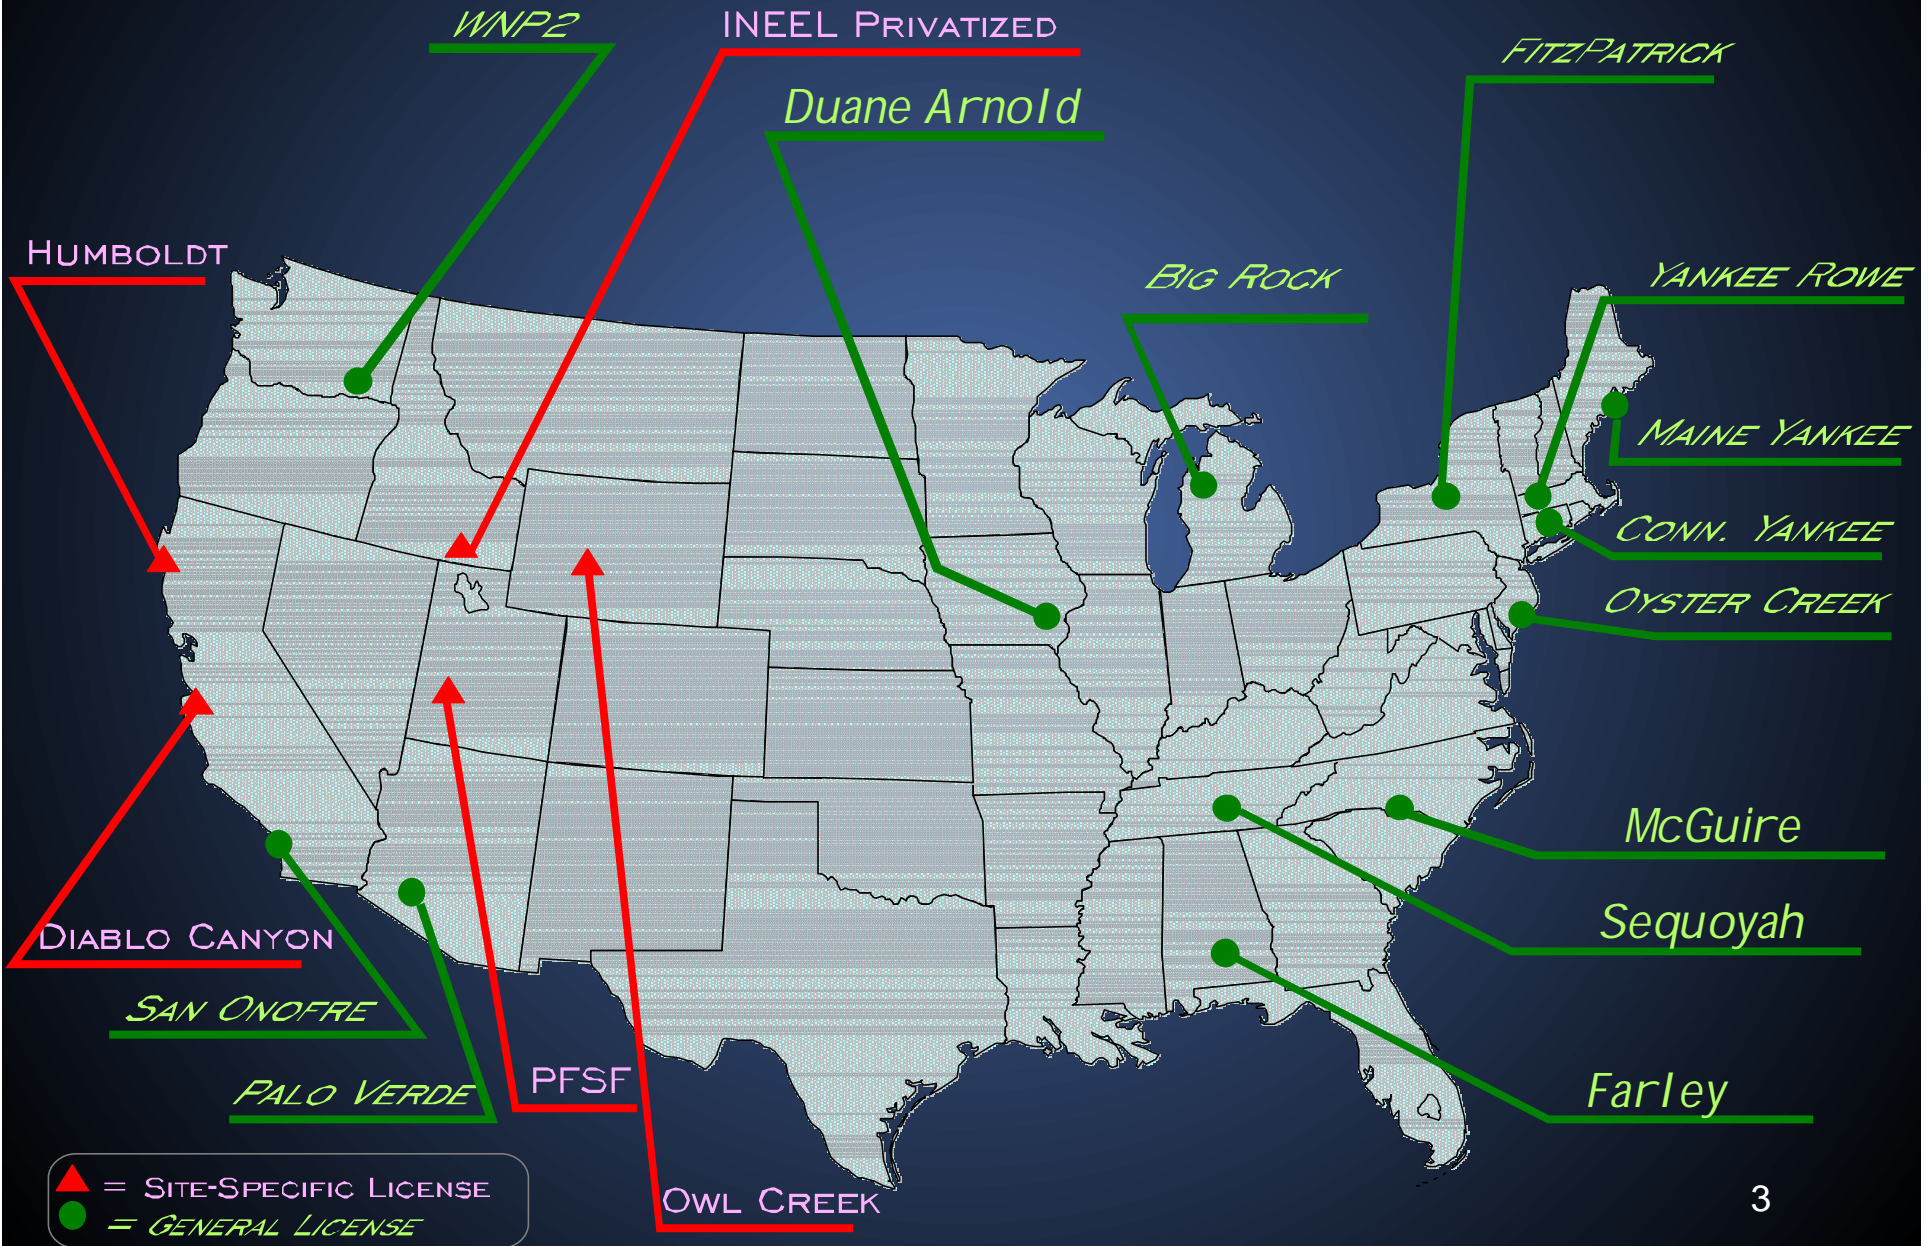 WNP2
INEEL PRIVATIZED
FITZPATRICK
Duane Arnold
HUMBOLDT
BIG ROCK
YANKEE ROWE
MAINE YANKEE
CONN. YANKEE
OYSTER CREEK
McGuire
Sequoyah
DIABLO CANYON
SAN ONOFRE
PFSF
PALO VERDE
Farley
OWL CREEK
= SITE-SPECIFIC LICENSE
= GENERAL LICENSE
3